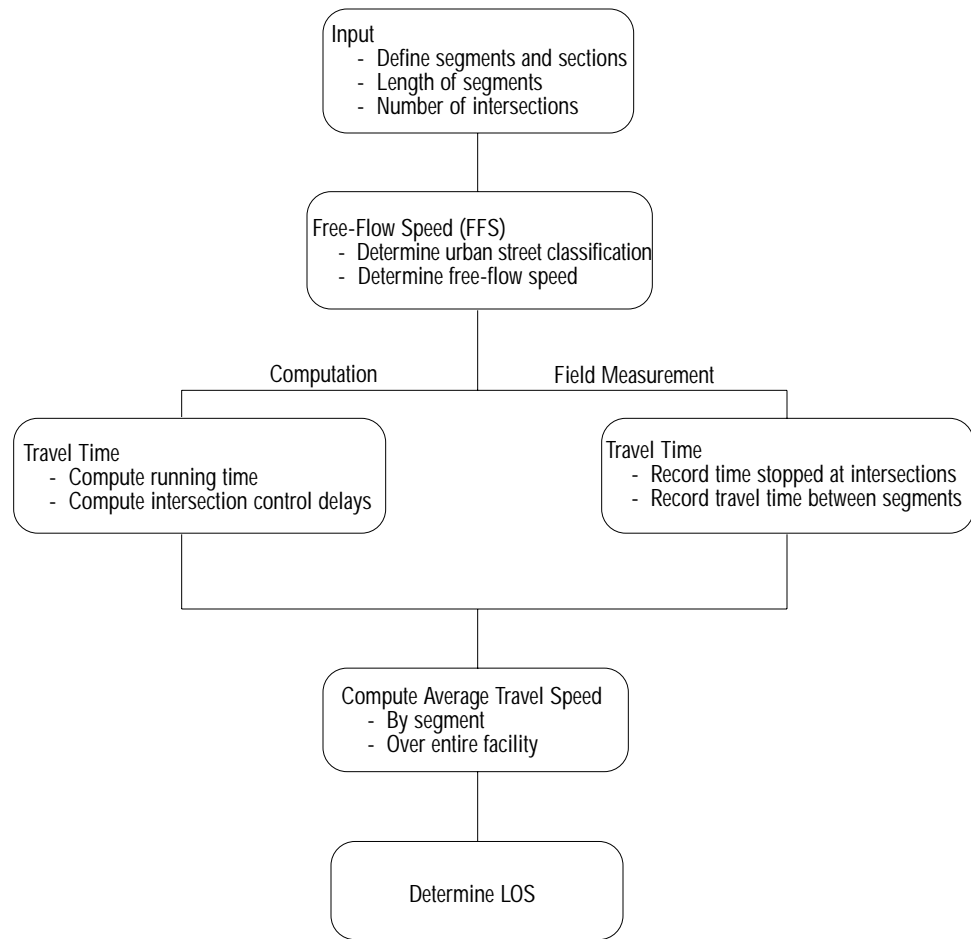 Input
- Define segments and sections
- Length of segments
- Number of intersections
Free-Flow Speed (FFS)
- Determine urban street classification
- Determine free-flow speed
Computation
Field Measurement
Travel Time
- Compute running time
- Compute intersection control delays
Travel Time
- Record time stopped at intersections
- Record travel time between segments
Compute Average Travel Speed
- By segment
- Over entire facility
Determine LOS